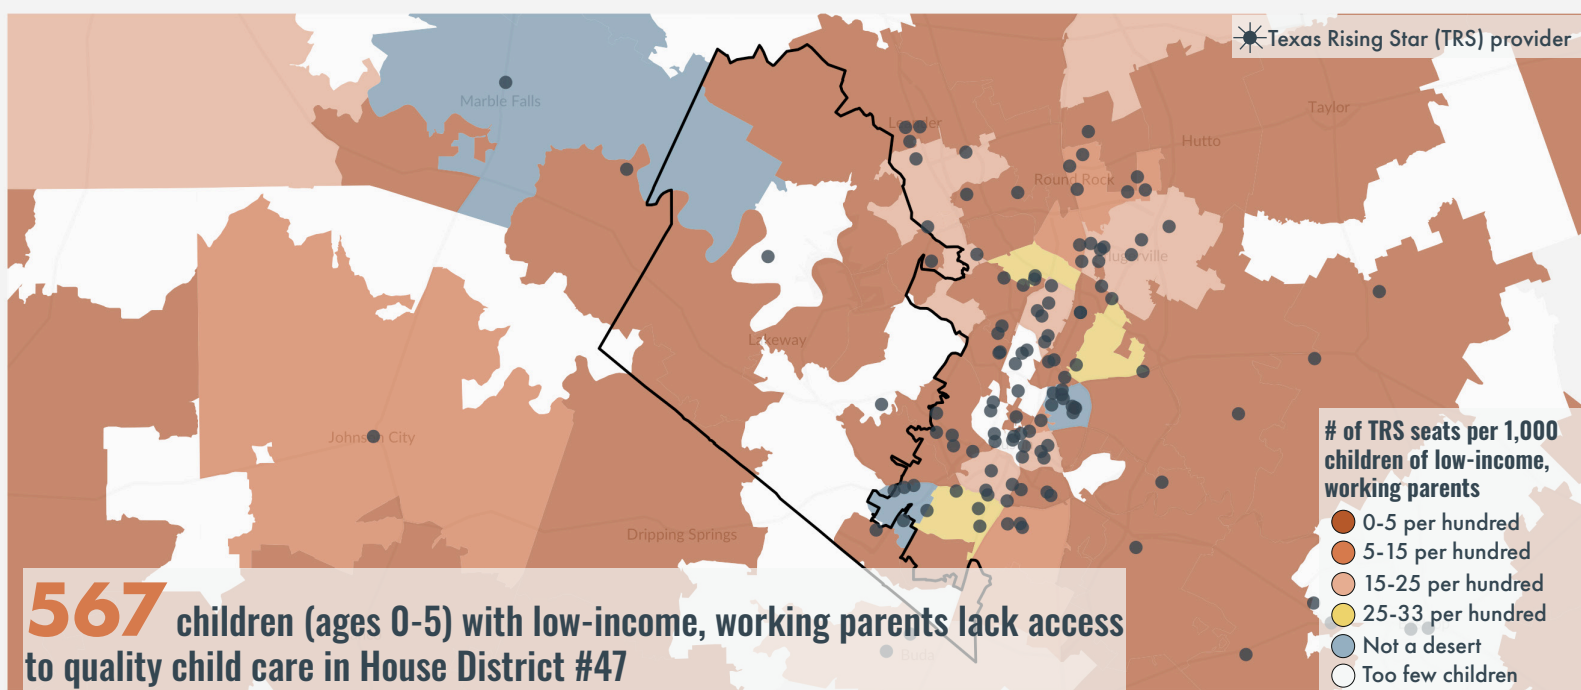 Texas Rising Star (TRS) provider
Marble Falls
Taylor
Hutto
Round Rock
Lakeway
Dripping Springs
Buda
# of TRS seats per 1,000
children of low-income,
working parents
0-5 per hundred
5-15 per hundred
15-25 per hundred
25-33 per hundred
Not a desert
Too few children
567 children (ages 0-5) with low-income, working parents lack access
to quality child care in House District #47